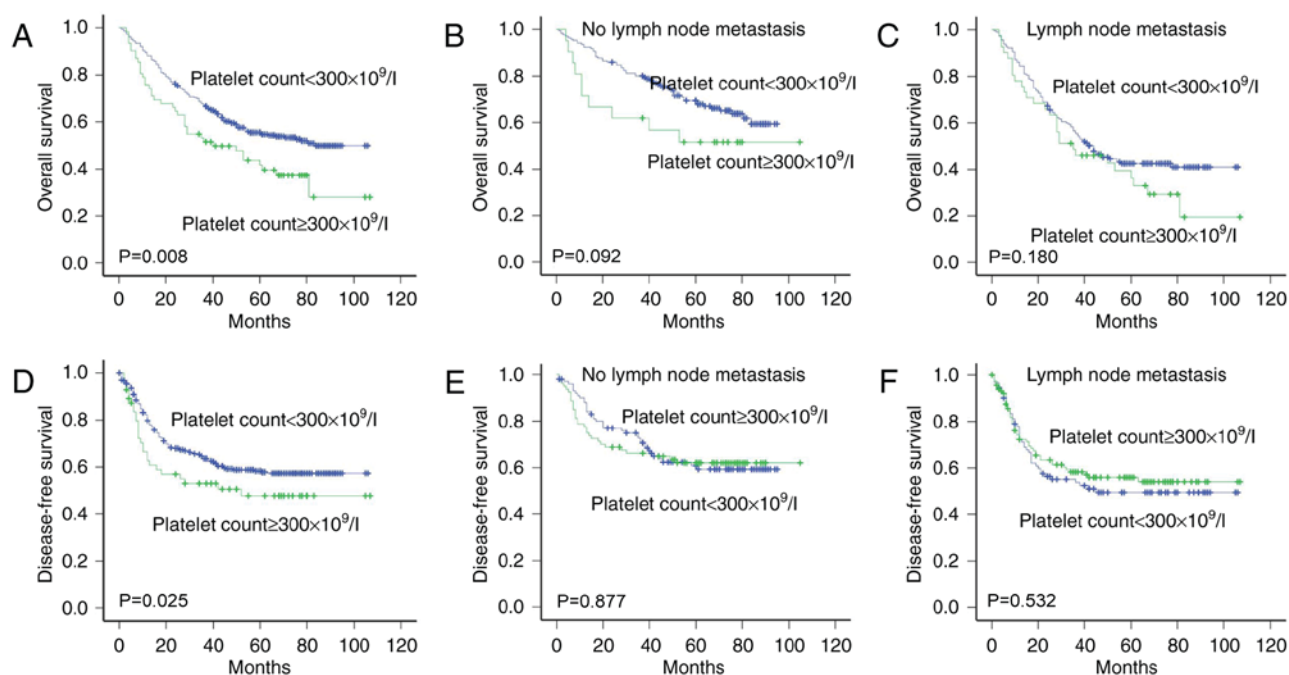 A
1.0
0.8
0.6
0.4
0.2
0.0
Overall survival
Platelet count<300×10⁹/l
Platelet count≥300×10⁹/l
P=0.008
0 20 40 60 80 100 120
Months
B
No lymph node metastasis
1.0
0.8
0.6
0.4
0.2
0.0
Overall survival
Platelet count<300×10⁹/l
Platelet count≥300×10⁹/l
P=0.092
0 20 40 60 80 100 120
Months
C
Lymph node metastasis
1.0
0.8
0.6
0.4
0.2
0.0
Overall survival
Platelet count<300×10⁹/l
Platelet count≥300×10⁹/l
P=0.180
0 20 40 60 80 100 120
Months
D
1.0
0.8
0.6
0.4
0.2
0.0
Disease-free survival
Platelet count<300×10⁹/l
Platelet count≥300×10⁹/l
P=0.025
0 20 40 60 80 100 120
Months
E
No lymph node metastasis
1.0
0.8
0.6
0.4
0.2
0.0
Disease-free survival
Platelet count≥300×10⁹/l
Platelet count<300×10⁹/l
P=0.877
0 20 40 60 80 100 120
Months
F
Lymph node metastasis
1.0
0.8
0.6
0.4
0.2
0.0
Disease-free survival
Platelet count≥300×10⁹/l
Platelet count<300×10⁹/l
P=0.532
0 20 40 60 80 100 120
Months